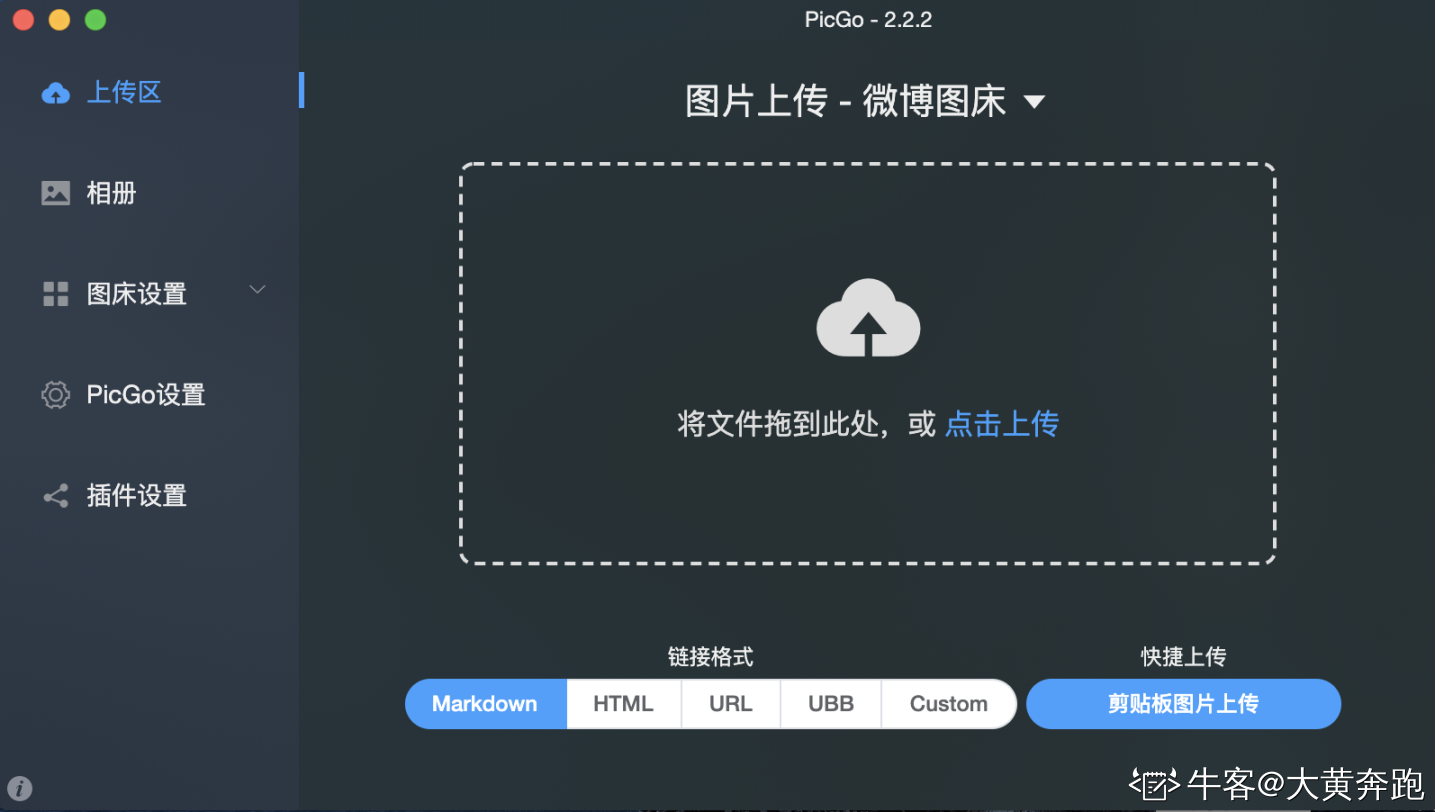 PicGo - 2.2.2
上传区
相册
图床设置
PicGo设置
插件设置
图片上传 - 微博图床
将文件拖到此处，或 点击上传
链接格式
Markdown HTML URL UBB Custom
快捷上传
剪贴板图片上传
牛客@大黄奔跑